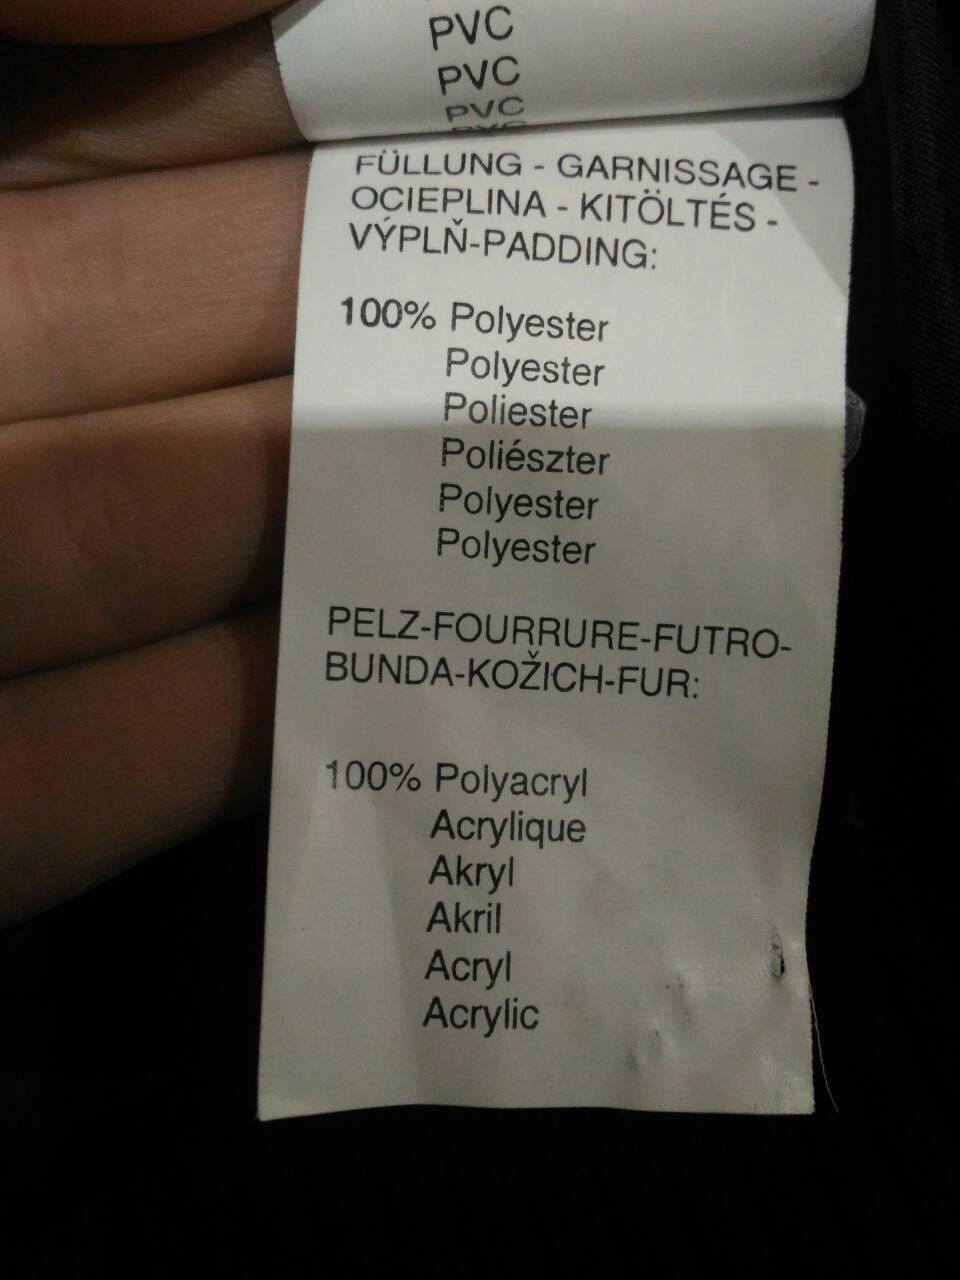 PVC
PVC
PVC
PVC
FÜLLUNG - GARNISSAGE -
OCIEPLINA - KITÖLTÉS -
VÝPLŇ-PADDING:
100% Polyester
Polyester
Poliester
Poliészter
Polyester
Polyester
PELZ-FOURRURE-FUTRO-
BUNDA-KOŽICH-FUR:
100% Polyacryl
Acrylique
Akryl
Akril
Acryl
Acrylic